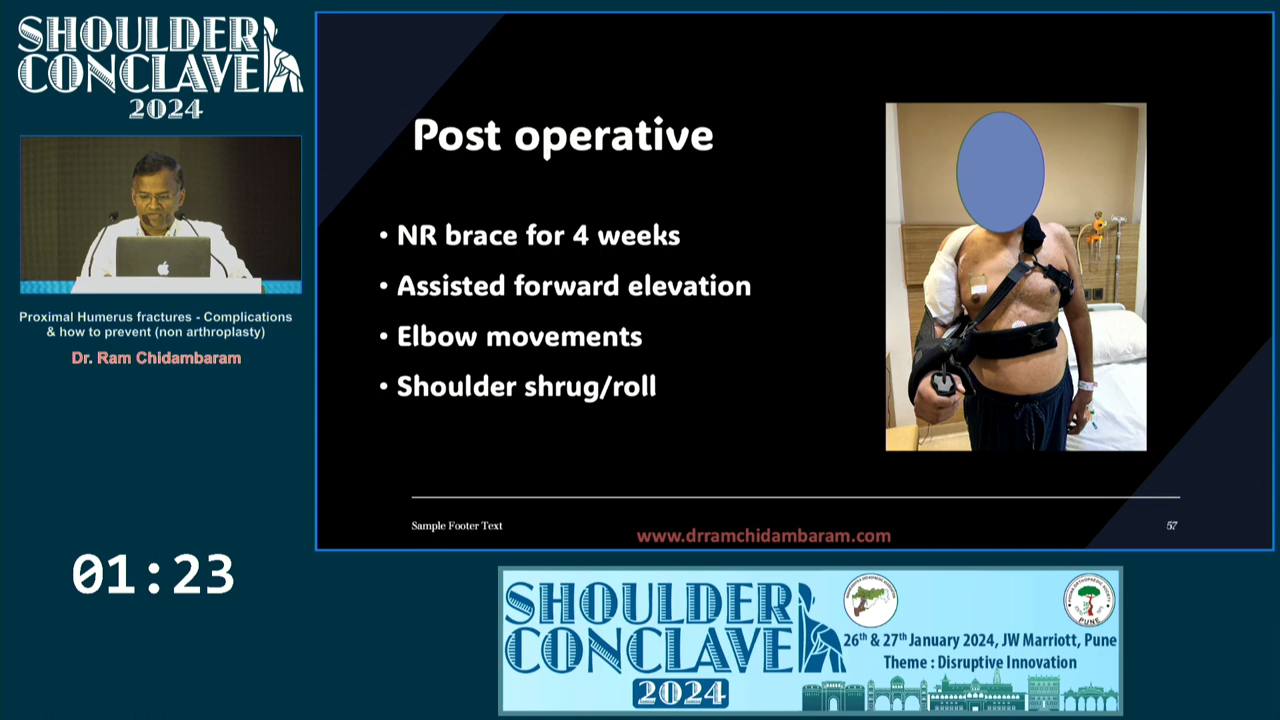 SHOULDER
CONCLAVE
2024
Proximal Humerus fractures - Complications
& how to prevent (non arthroplasty)
Dr. Ram Chidambaram
01:23
Post operative
• NR brace for 4 weeks
• Assisted forward elevation
• Elbow movements
• Shoulder shrug/roll
Sample Footer Text
www.drramchidambaram.com
57
SHOULDER
CONCLAVE
2024
PUNE
26th & 27th January 2024, JW Marriott, Pune
Theme : Disruptive Innovation